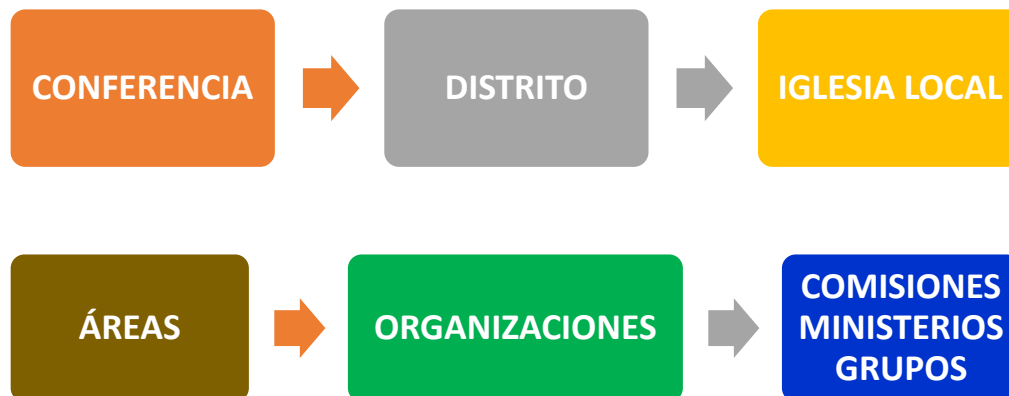 CONFERENCIA
DISTRITO
IGLESIA LOCAL
ÁREAS
ORGANIZACIONES
COMISIONES
MINISTERIOS
GRUPOS